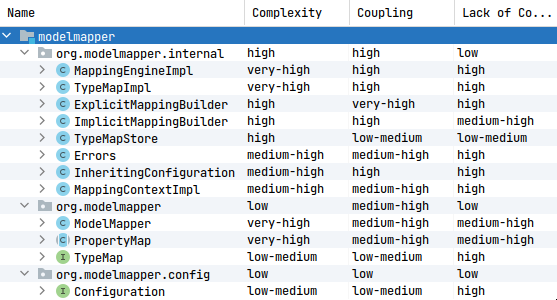 Name Complexity Coupling Lack of Co...
modelmapper
org.modelmapper.internal high high low
MappingEngineImpl very-high high high
TypeMapImpl very-high high high
ExplicitMappingBuilder high very-high high
ImplicitMappingBuilder high high medium-high
TypeMapStore high low-medium low-medium
Errors medium-high medium-high high
InheritingConfiguration medium-high high high
MappingContextImpl medium-high medium-high high
org.modelmapper low medium-high low
ModelMapper very-high medium-high medium-high
PropertyMap very-high medium-high medium-high
TypeMap low-medium low-medium high
org.modelmapper.config low low low
Configuration low-medium low-medium high